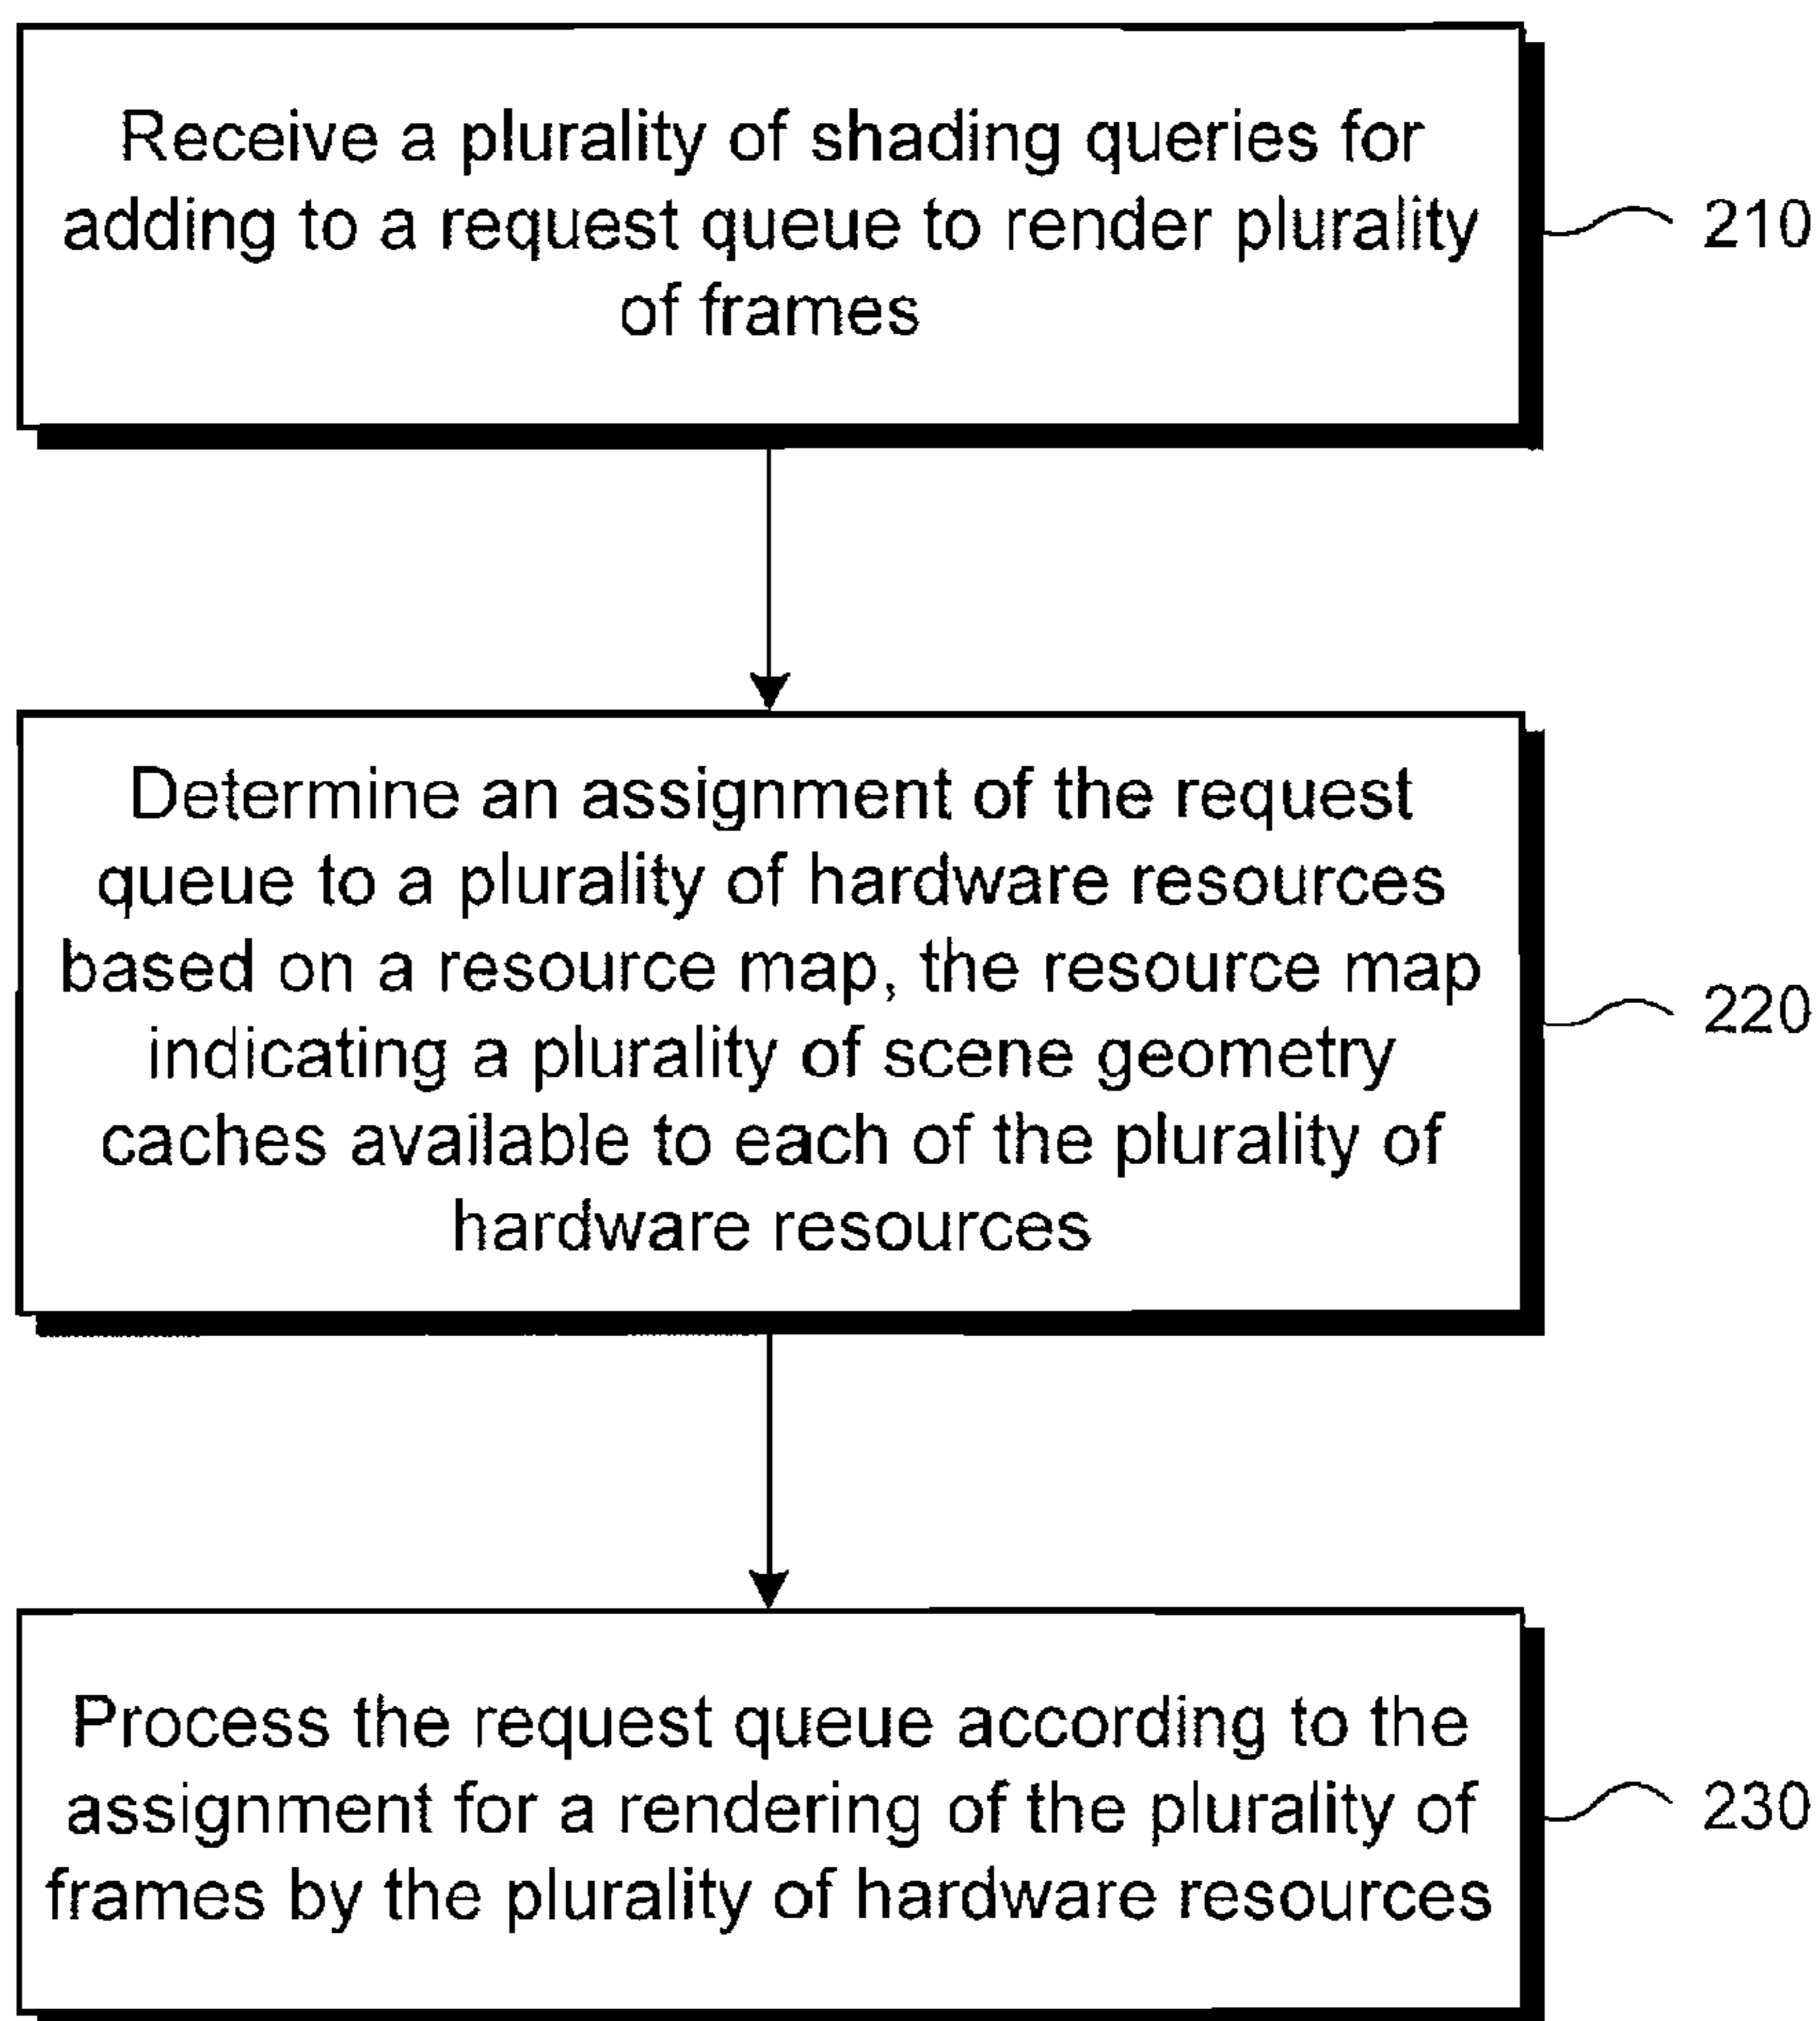 Receive a plurality of shading queries for
adding to a request queue to render plurality
of frames
210
Determine an assignment of the request
queue to a plurality of hardware resources
based on a resource map, the resource map
indicating a plurality of scene geometry
caches available to each of the plurality of
hardware resources
220
Process the request queue according to the
assignment for a rendering of the plurality of
frames by the plurality of hardware resources
230